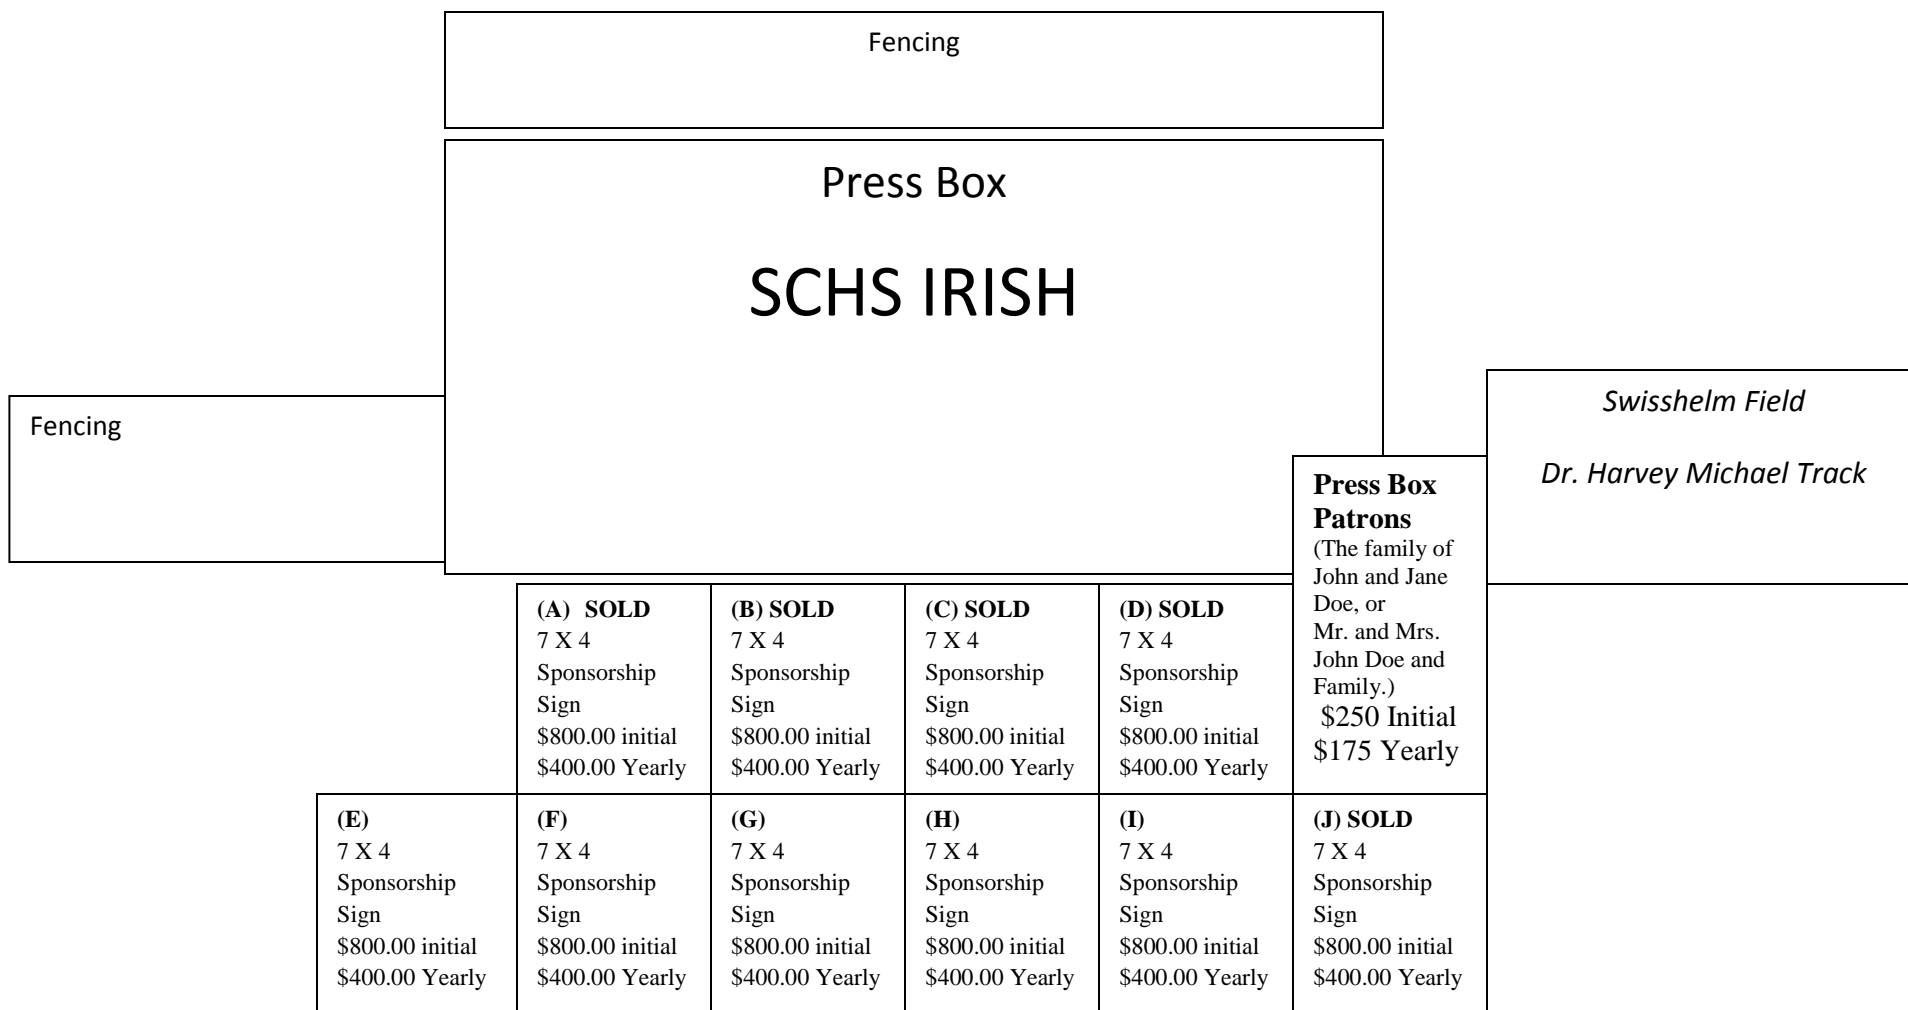 Fencing
Press Box
SCHS IRISH
Fencing
Swisshelm Field
Dr. Harvey Michael Track
Press Box
Patrons
(The family of
John and Jane
Doe, or
Mr. and Mrs.
John Doe and
Family.)
$250 Initial
$175 Yearly
(A) SOLD
7 X 4
Sponsorship
Sign
$800.00 initial
$400.00 Yearly
(B) SOLD
7 X 4
Sponsorship
Sign
$800.00 initial
$400.00 Yearly
(C) SOLD
7 X 4
Sponsorship
Sign
$800.00 initial
$400.00 Yearly
(D) SOLD
7 X 4
Sponsorship
Sign
$800.00 initial
$400.00 Yearly
(E)
7 X 4
Sponsorship
Sign
$800.00 initial
$400.00 Yearly
(F)
7 X 4
Sponsorship
Sign
$800.00 initial
$400.00 Yearly
(G)
7 X 4
Sponsorship
Sign
$800.00 initial
$400.00 Yearly
(H)
7 X 4
Sponsorship
Sign
$800.00 initial
$400.00 Yearly
(I)
7 X 4
Sponsorship
Sign
$800.00 initial
$400.00 Yearly
(J) SOLD
7 X 4
Sponsorship
Sign
$800.00 initial
$400.00 Yearly